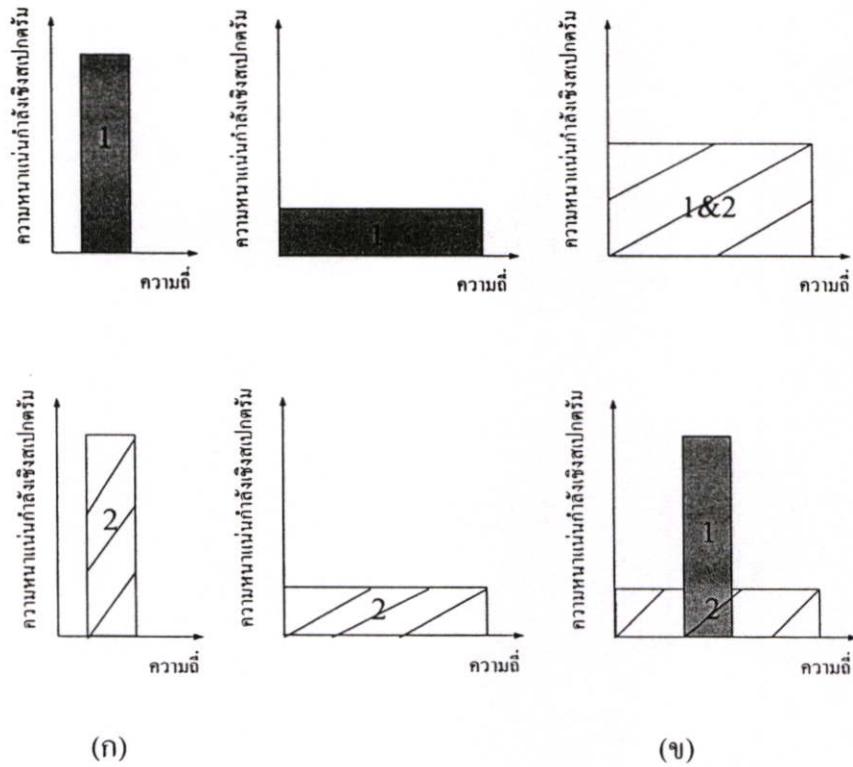 ความหนาแน่นกำลังเชิงสเปกตรัม
1
ความถี่
ความหนาแน่นกำลังเชิงสเปกตรัม
1
ความถี่
ความหนาแน่นกำลังเชิงสเปกตรัม
1&2
ความถี่
ความหนาแน่นกำลังเชิงสเปกตรัม
2
ความถี่
ความหนาแน่นกำลังเชิงสเปกตรัม
2
ความถี่
ความหนาแน่นกำลังเชิงสเปกตรัม
1
2
ความถี่
(ก)
(ข)